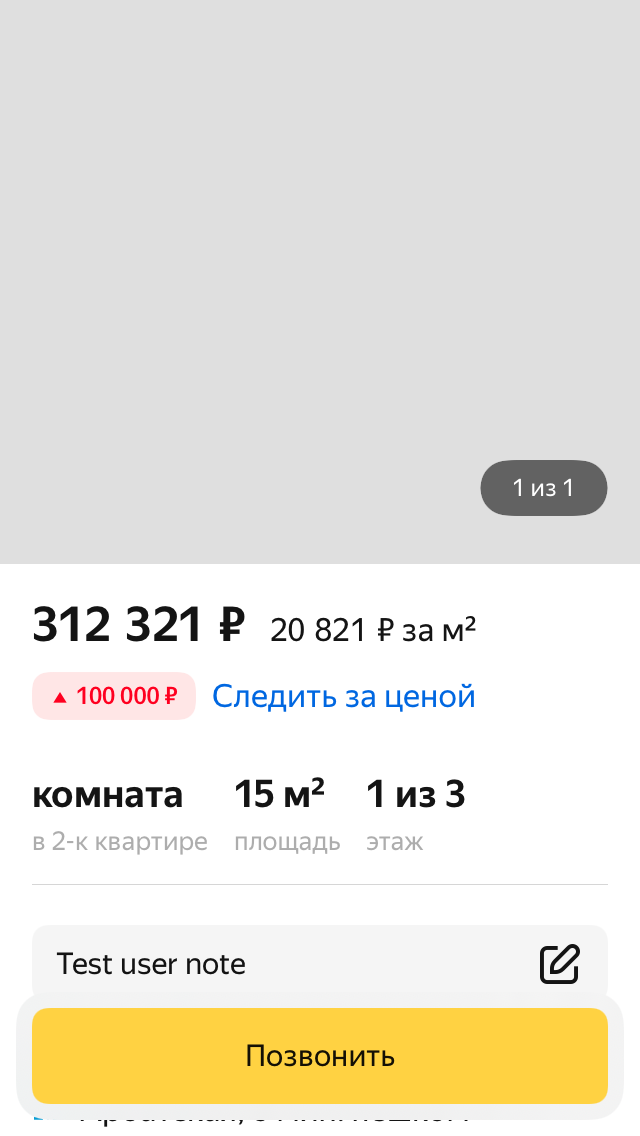 1 из 1
312 321 ₽ 20 821 ₽ за м²
▲ 100 000 ₽ Следить за ценой
комната 15 м² 1 из 3
в 2-к квартире площадь этаж
Test user note
Позвонить